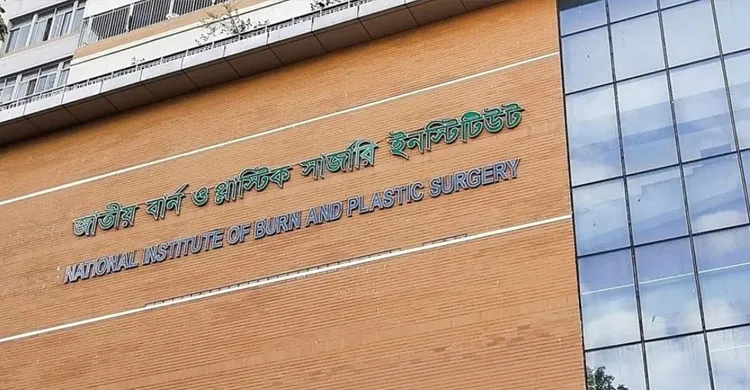 জাতীয় বার্ন ও প্লাস্টিক সার্জারি ইনস্টিটিউট
NATIONAL INSTITUTE OF BURN AND PLASTIC SURGERY